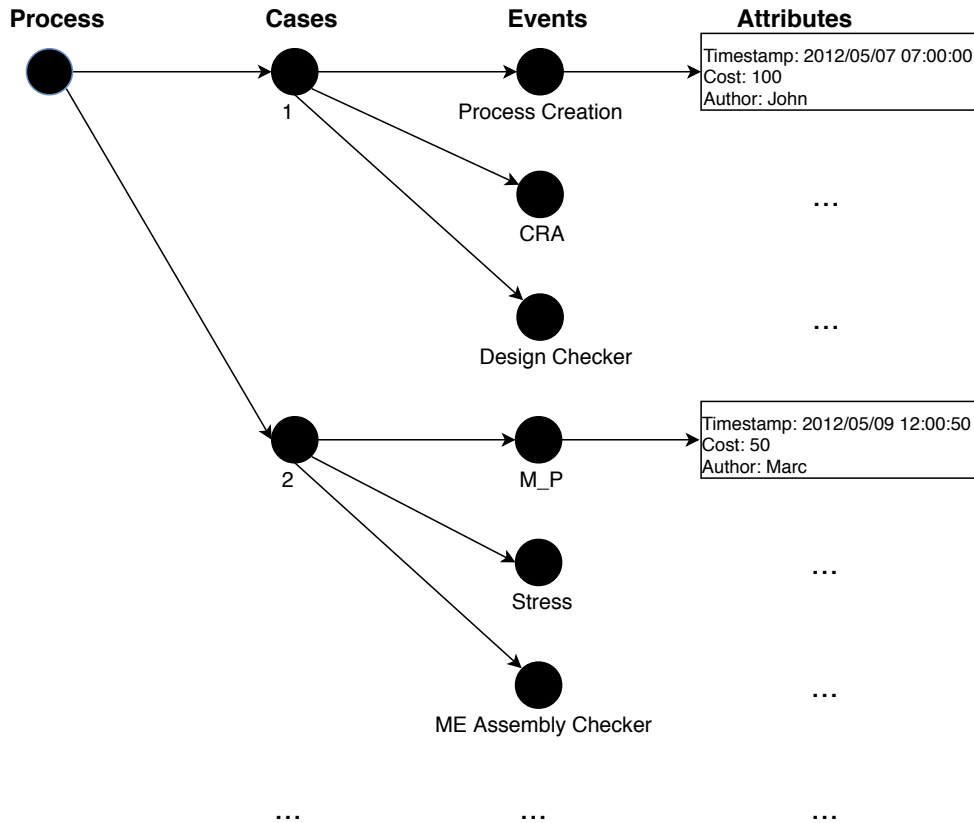 Process
Cases
Events
Attributes
Timestamp: 2012/05/07 07:00:00
Cost: 100
Author: John
1
Process Creation
CRA
...
Design Checker
...
Timestamp: 2012/05/09 12:00:50
Cost: 50
Author: Marc
2
M_P
Stress
...
ME Assembly Checker
...
...
...
...